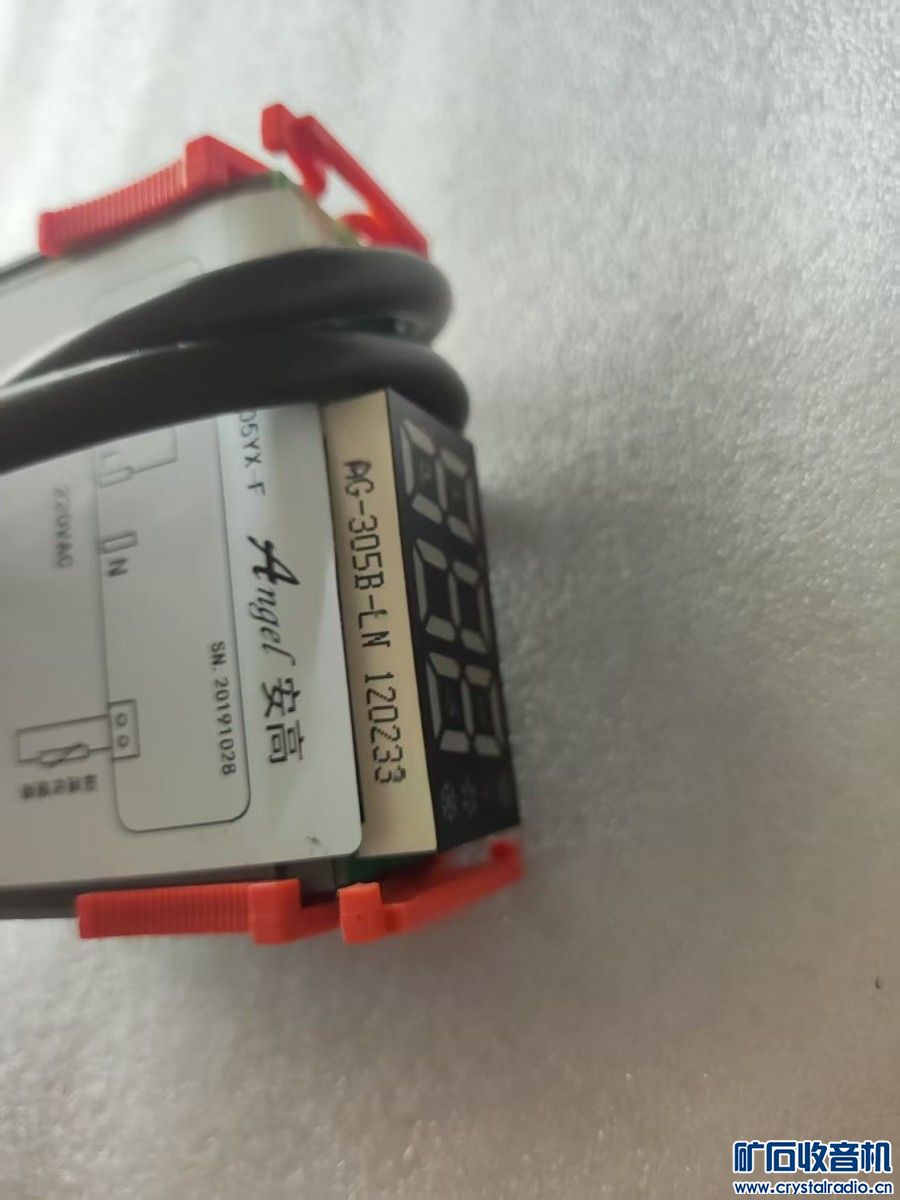 AG-305B-LN 120233
05YX-F Angel 安高
SN. 20191028
N
220VAC
矿石收音机
www.crystalradio.cn